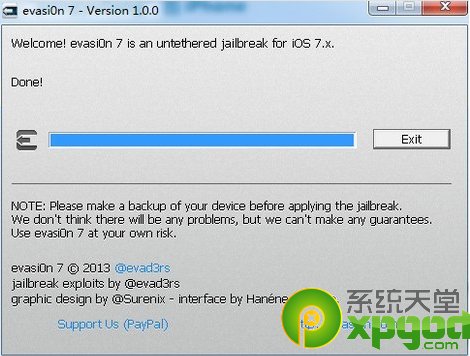 evasi0n 7 - Version 1.0.0
iPhone
Welcome! evasi0n 7 is an untethered jailbreak for iOS 7.x.
Done!
Exit
NOTE: Please make a backup of your device before applying the jailbreak.
We don't think there will be any problems, but we can't make any guarantees.
Use evasi0n 7 at your own risk.
evasi0n 7 © 2013 @evad3rs
jailbreak exploits by @evad3rs
graphic design by @Surenix - interface by Hanéne
Support Us (PayPal)
系统天堂
xpgod
.com